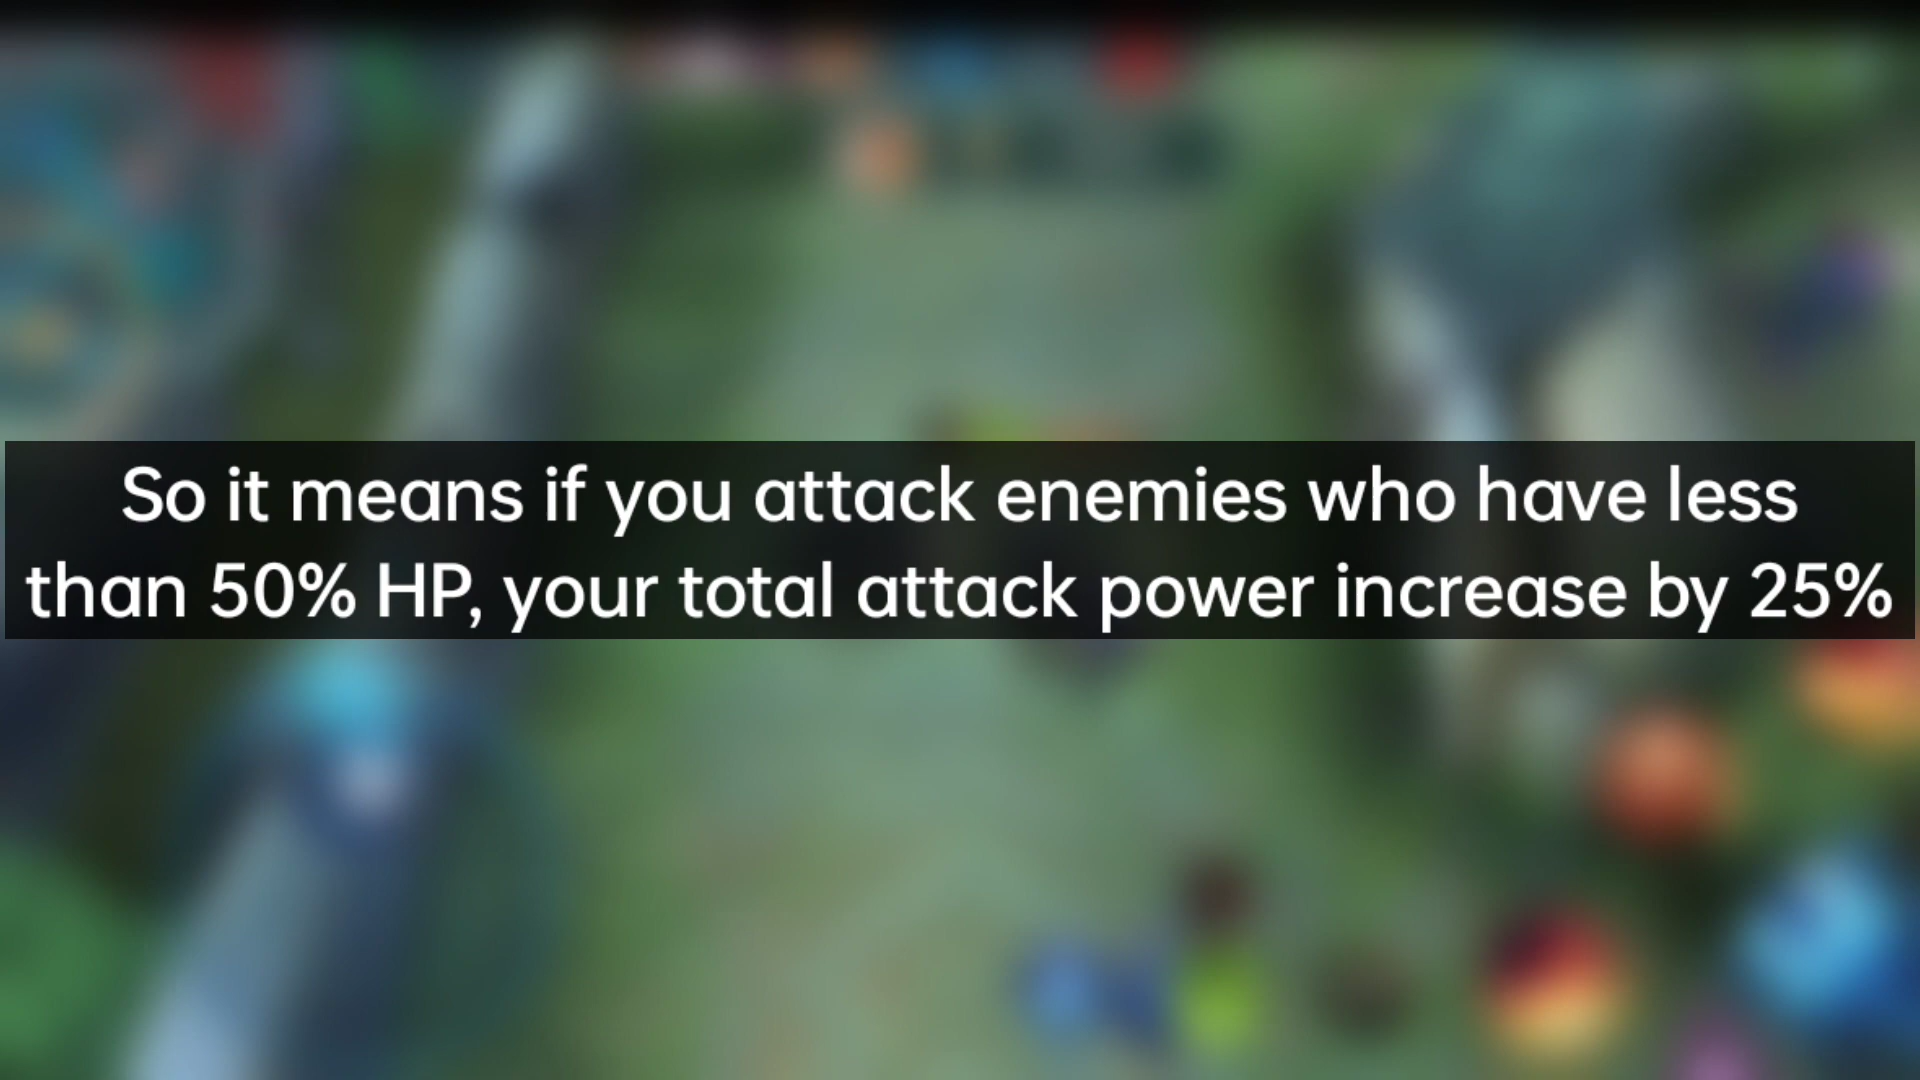 So it means if you attack enemies who have less
than 50% HP, your total attack power increase by 25%